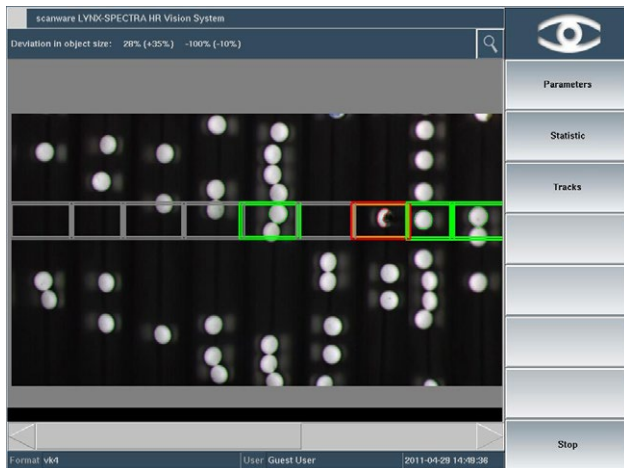 scanware LYNX-SPECTRA HR Vision System
Deviation in object size: 28% (+35%) -100% (-10%)
Parameters
Statistic
Tracks
Stop
Format vk4 User Guest User 2011-04-29 14:49:36